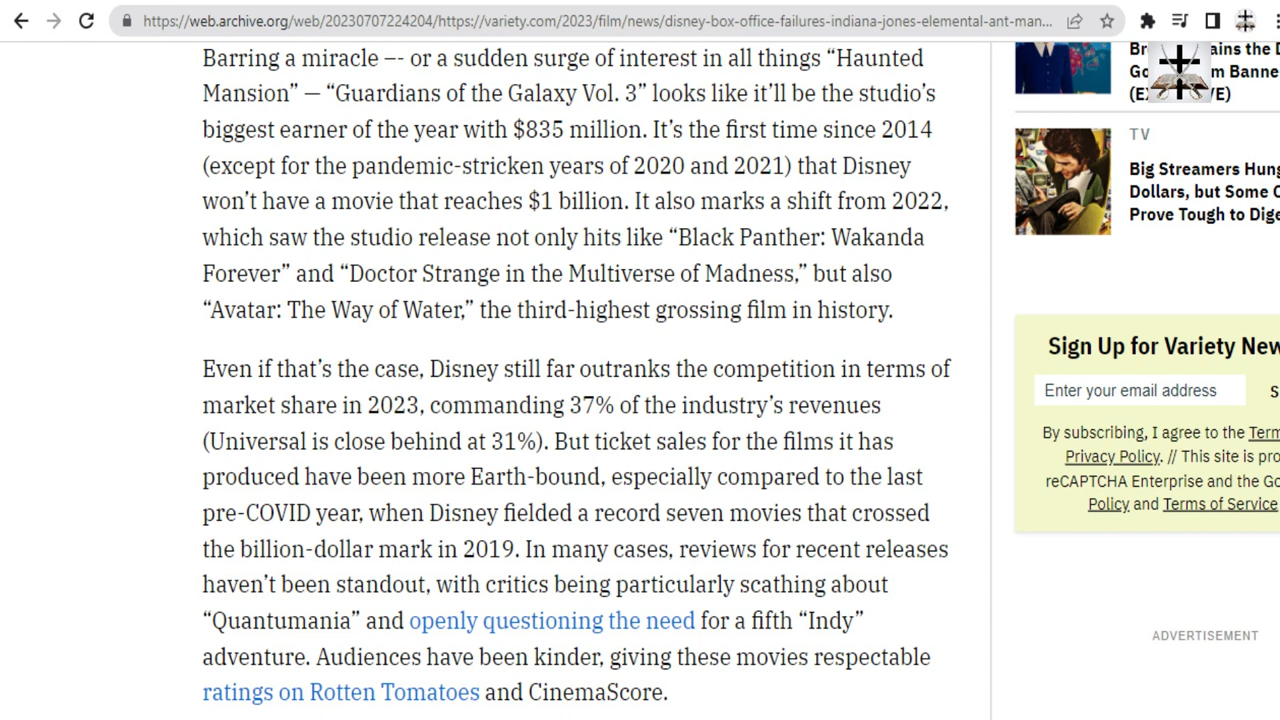 https://web.archive.org/web/20230707224204/https://variety.com/2023/film/news/disney-box-office-failures-indiana-jones-elemental-ant-man...
Barring a miracle –- or a sudden surge of interest in all things “Haunted
Mansion” — “Guardians of the Galaxy Vol. 3” looks like it’ll be the studio’s
biggest earner of the year with $835 million. It’s the first time since 2014
(except for the pandemic-stricken years of 2020 and 2021) that Disney
won’t have a movie that reaches $1 billion. It also marks a shift from 2022,
which saw the studio release not only hits like “Black Panther: Wakanda
Forever” and “Doctor Strange in the Multiverse of Madness,” but also
“Avatar: The Way of Water,” the third-highest grossing film in history.
Even if that’s the case, Disney still far outranks the competition in terms of
market share in 2023, commanding 37% of the industry’s revenues
(Universal is close behind at 31%). But ticket sales for the films it has
produced have been more Earth-bound, especially compared to the last
pre-COVID year, when Disney fielded a record seven movies that crossed
the billion-dollar mark in 2019. In many cases, reviews for recent releases
haven’t been standout, with critics being particularly scathing about
“Quantumania” and openly questioning the need for a fifth “Indy”
adventure. Audiences have been kinder, giving these movies respectable
ratings on Rotten Tomatoes and CinemaScore.
the D
Bann
TV
Big Streamers Hung
Dollars, but Some C
Prove Tough to Dige
Sign Up for Variety New
Enter your email address
S
By subscribing, I agree to the Term
Privacy Policy. // This site is pro
reCAPTCHA Enterprise and the Go
Policy and Terms of Service
ADVERTISEMENT